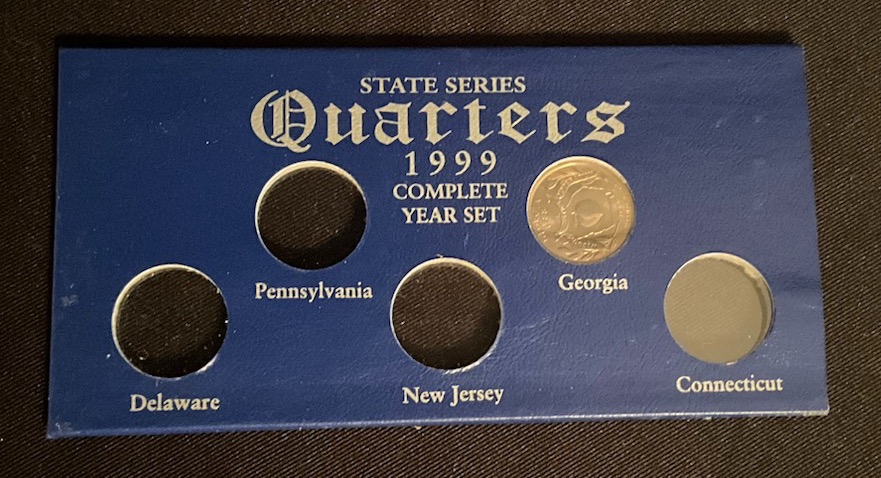 STATE SERIES
Quarters
1999
COMPLETE
YEAR SET
Pennsylvania
Georgia
Delaware
New Jersey
Connecticut